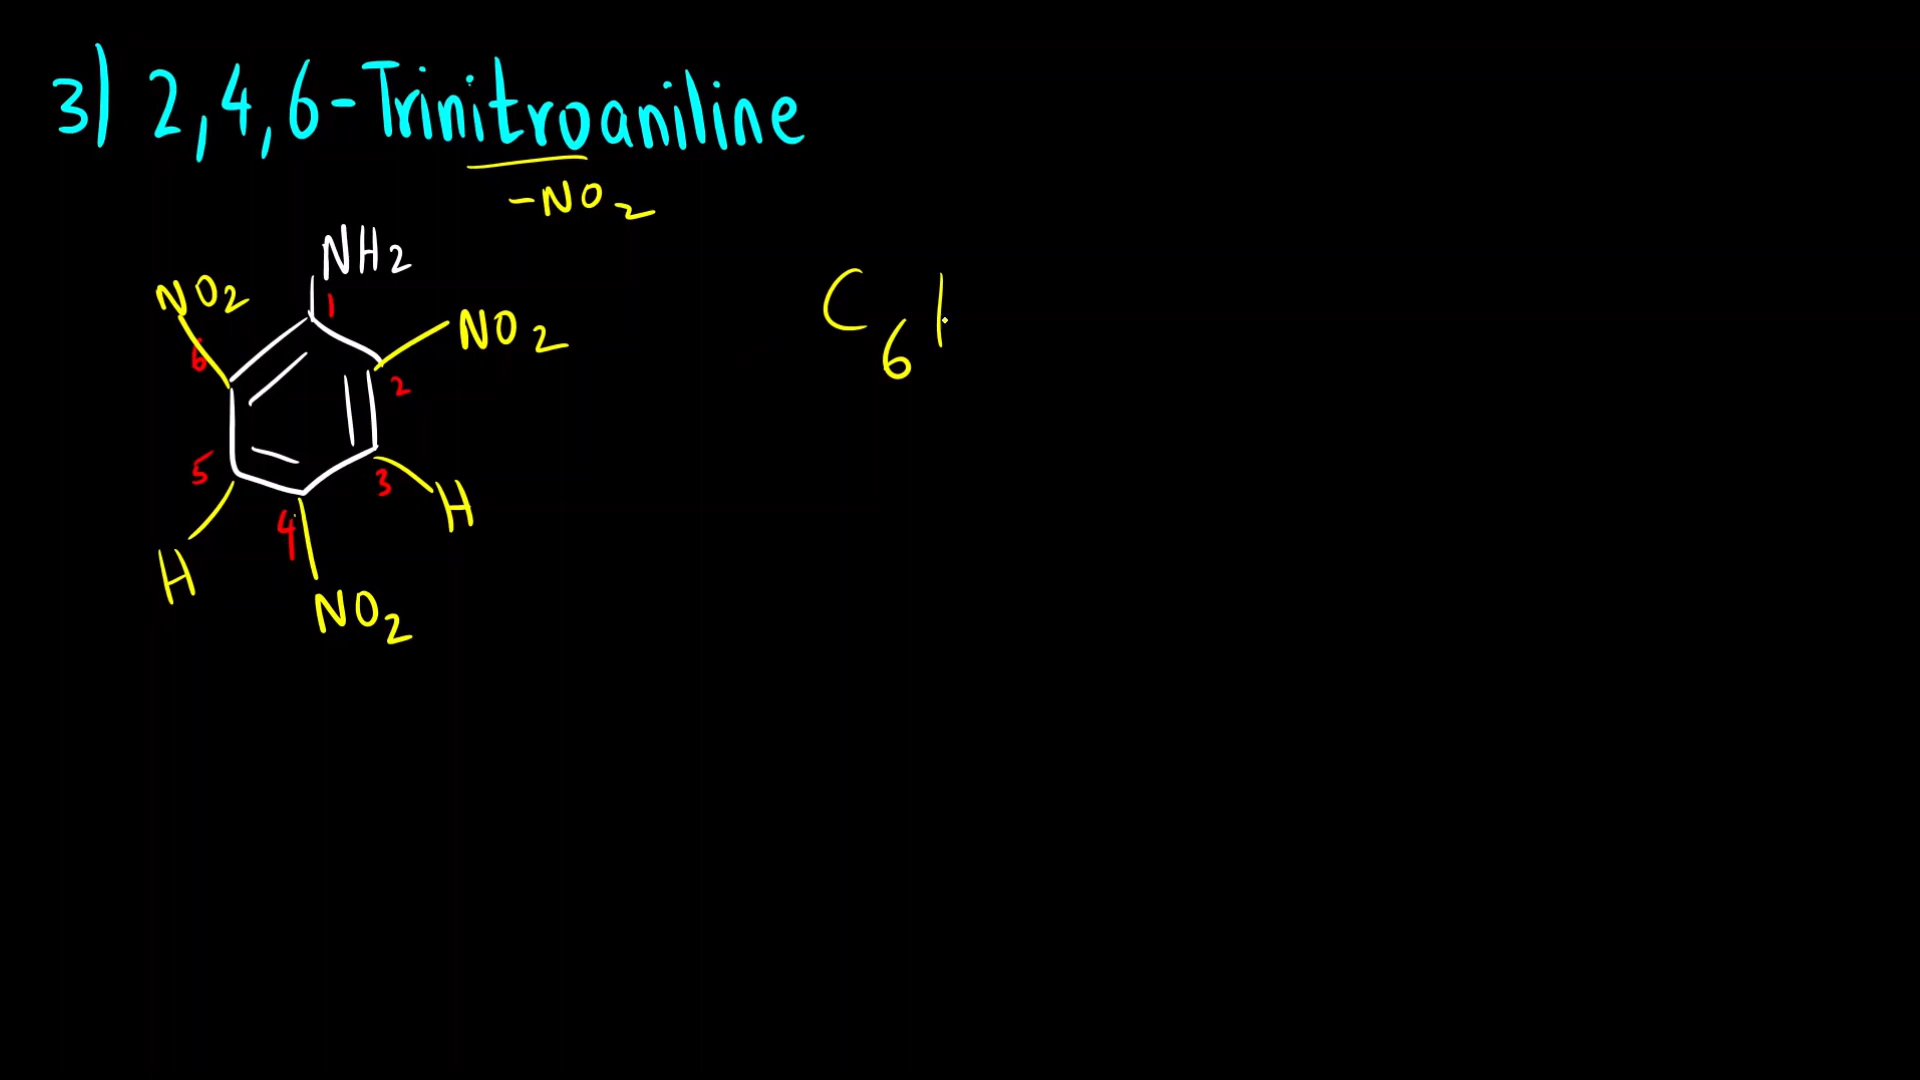 3) 2,4,6-Trinitroaniline
-NO2
NH2
NO2
1
NO2
6
2
5
3
H
4
H
NO2
C6